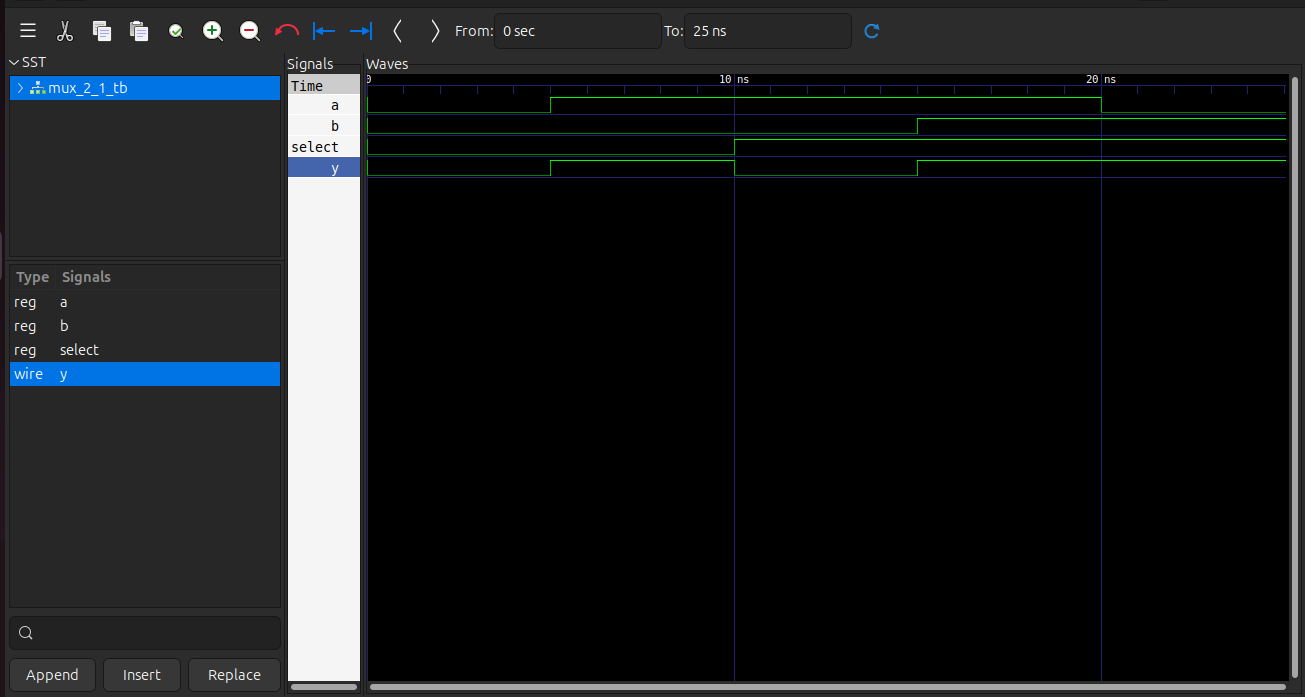 From: 0 sec To: 25 ns
SST
mux_2_1_tb
Type Signals
reg a
reg b
reg select
wire y
Append Insert Replace
Signals
Time
a
b
select
y
Waves
0 10 ns 20 ns